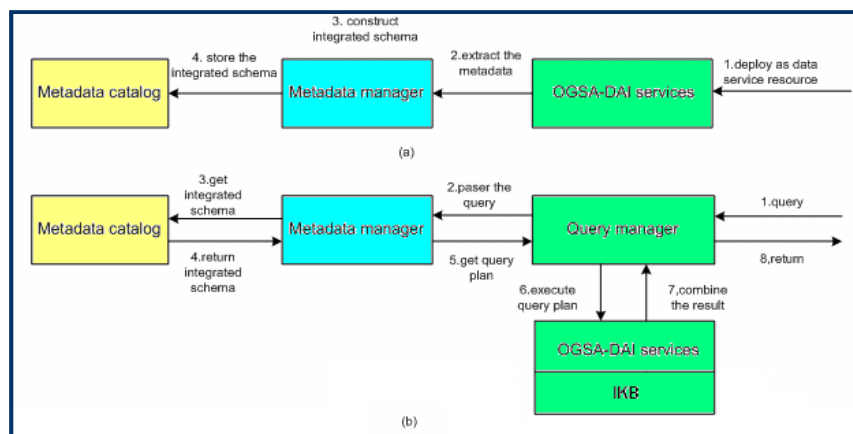 3. construct
integrated schema
4. store the
integrated schema
2.extract the
metadata
1.deploy as data
service resource
Metadata catalog
Metadata manager
OGSA-DAI services
(a)
3.get
integrated
schema
2.paser the
query
1.query
Metadata catalog
Metadata manager
Query manager
4.return
integrated
schema
5.get query
plan
8,return
6.execute
query plan
7,combine
the result
OGSA-DAI services
IKB
(b)